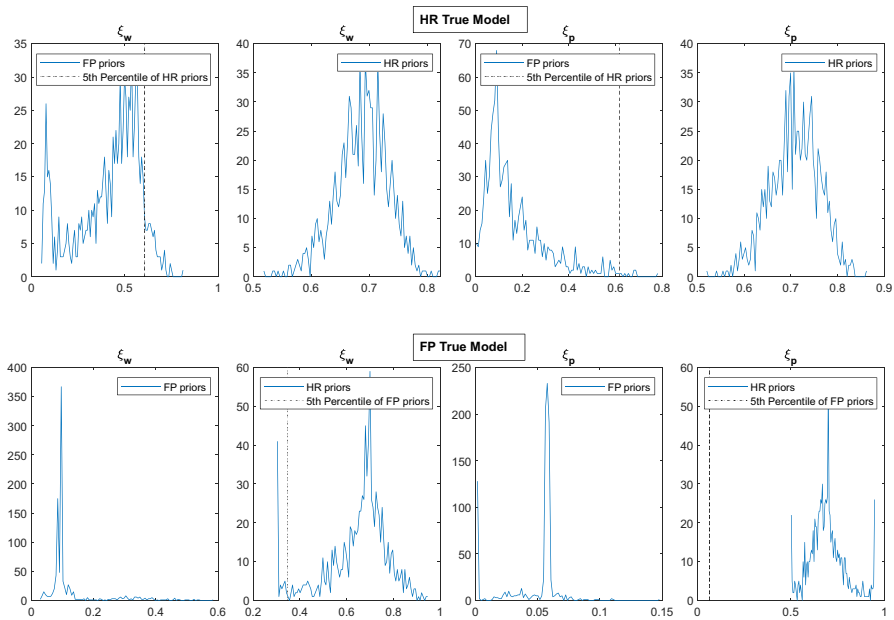 HR True Model
ξw
FP priors
5th Percentile of HR priors
35
30
25
20
15
10
5
0
0 0.5 1
ξw
HR priors
40
35
30
25
20
15
10
5
0
0.5 0.6 0.7 0.8
ξp
FP priors
5th Percentile of HR priors
70
60
50
40
30
20
10
0
0 0.2 0.4 0.6 0.8
ξp
HR priors
40
35
30
25
20
15
10
5
0
0.5 0.6 0.7 0.8 0.9
FP True Model
ξw
FP priors
400
350
300
250
200
150
100
50
0
0 0.2 0.4 0.6
ξw
HR priors
5th Percentile of FP priors
60
50
40
30
20
10
0
0.2 0.4 0.6 0.8 1
ξp
FP priors
250
200
150
100
50
0
0 0.05 0.1 0.15
ξp
HR priors
5th Percentile of FP priors
60
50
40
30
20
10
0
0 0.5 1